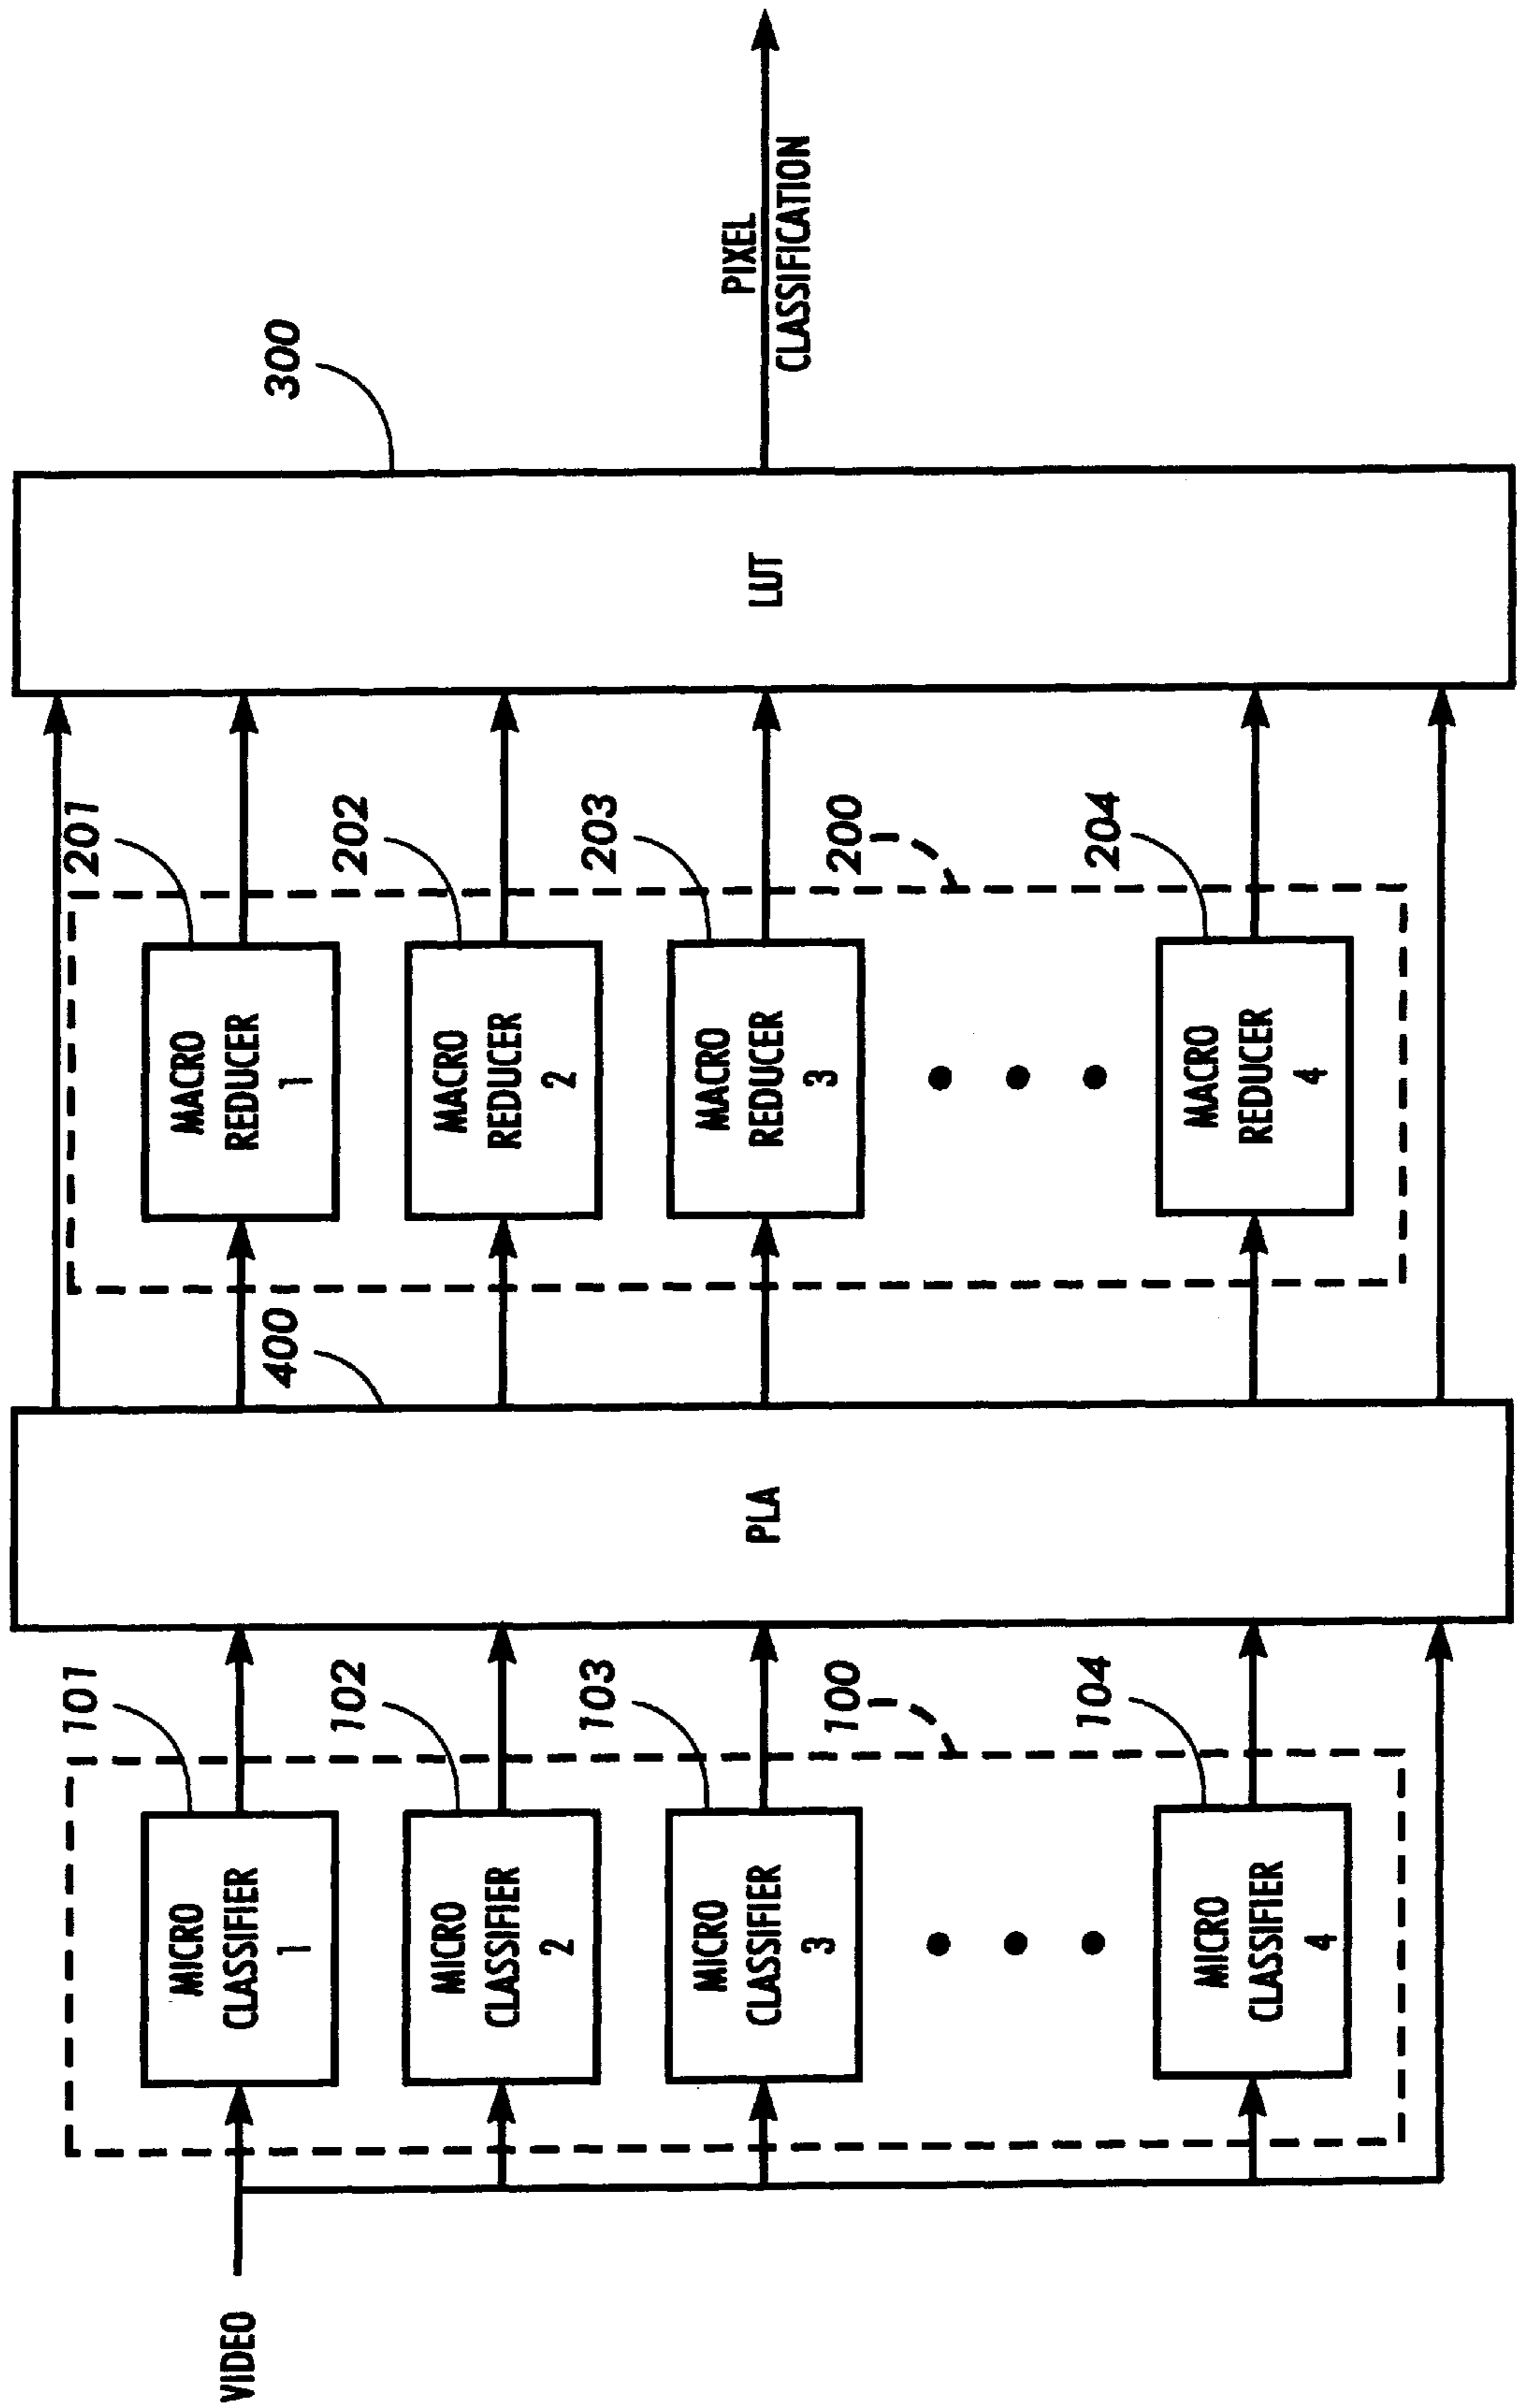 VIDEO
101
MICRO
CLASSIFIER
1
102
MICRO
CLASSIFIER
2
103
MICRO
CLASSIFIER
3
100
104
MICRO
CLASSIFIER
4
400
PLA
201
MACRO
REDUCER
1
202
MACRO
REDUCER
2
203
MACRO
REDUCER
3
200
204
MACRO
REDUCER
4
300
LUT
PIXEL
CLASSIFICATION